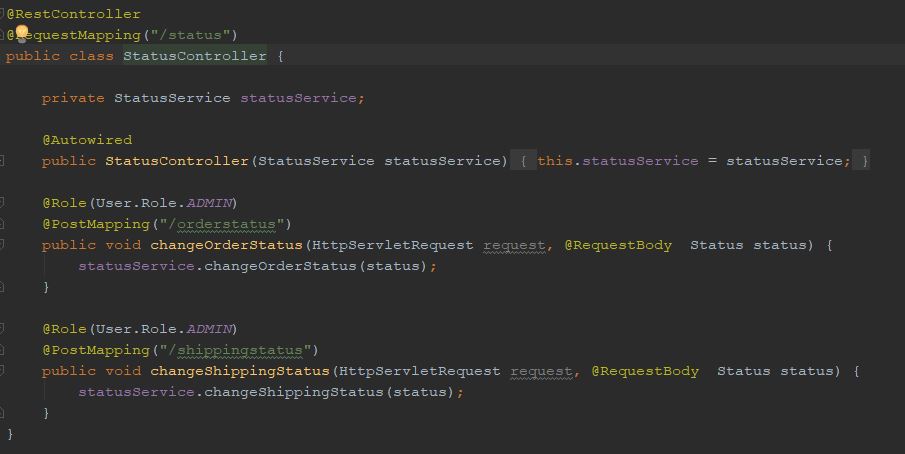 @RestController
@RequestMapping("/status")
public class StatusController {
private StatusService statusService;
@Autowired
public StatusController(StatusService statusService) { this.statusService = statusService; }
@Role(User.Role.ADMIN)
@PostMapping("/orderstatus")
public void changeOrderStatus(HttpServletRequest request, @RequestBody  Status status) {
statusService.changeOrderStatus(status);
}
@Role(User.Role.ADMIN)
@PostMapping("/shippingstatus")
public void changeShippingStatus(HttpServletRequest request, @RequestBody  Status status) {
statusService.changeShippingStatus(status);
}
}